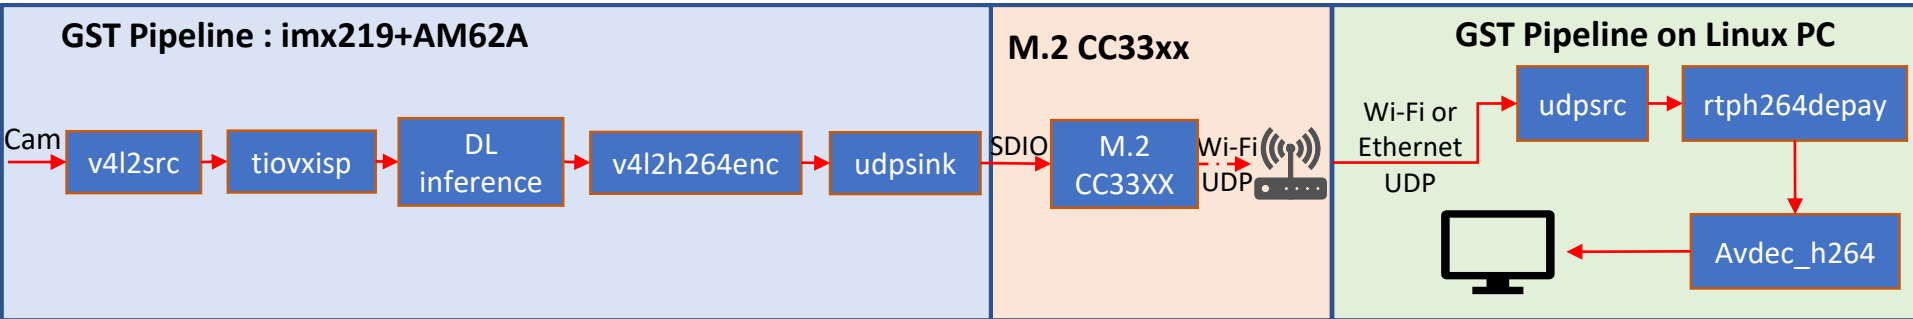 GST Pipeline : imx219+AM62A
Cam
v4l2src
tiovxisp
DL
inference
v4l2h264enc
udpsink
M.2 CC33xx
SDIO
M.2
CC33XX
Wi-Fi
UDP
GST Pipeline on Linux PC
Wi-Fi or
Ethernet
UDP
udpsrc
rtph264depay
Avdec_h264